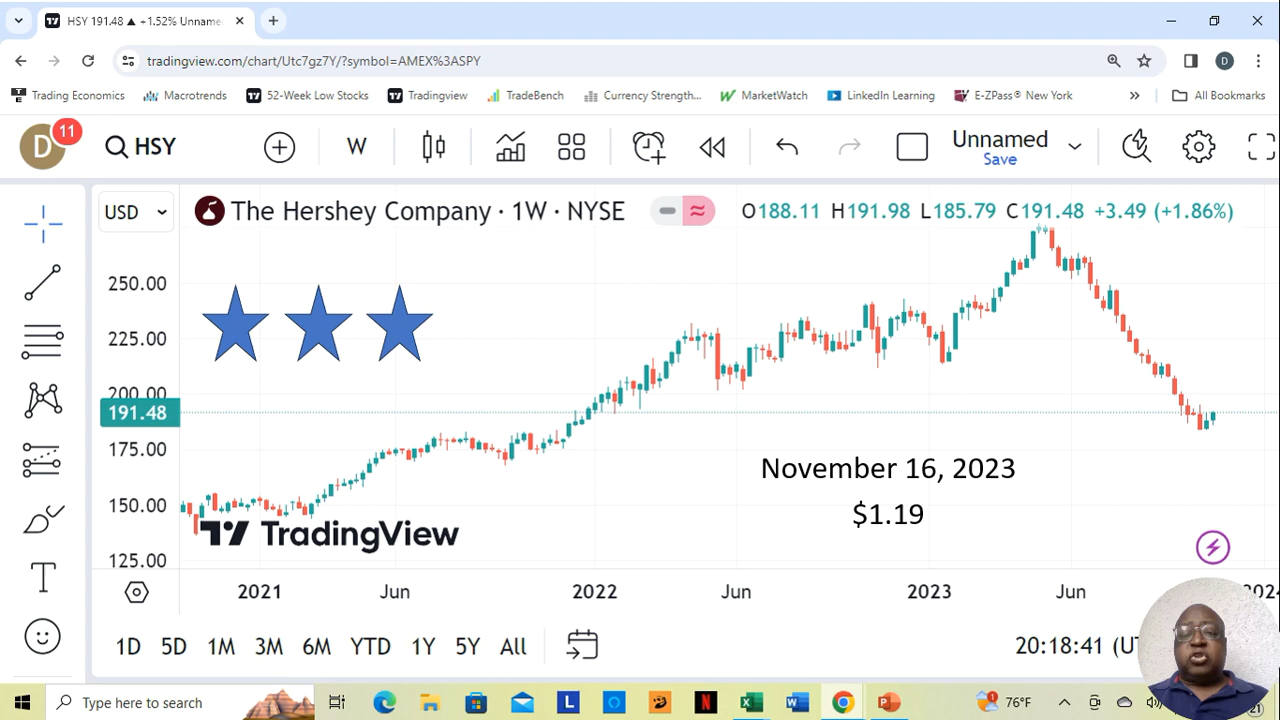 HSY 191.48 ▲ +1.52% Unname
tradingview.com/chart/Utc7gz7Y/?symbol=AMEX%3ASPY
D
Trading Economics
Macrotrends
52-Week Low Stocks
Tradingview
TradeBench
Currency Strength...
MarketWatch
LinkedIn Learning
E-ZPass® New York
»
All Bookmarks
D
11
HSY
W
Unnamed
Save
USD
The Hershey Company · 1W · NYSE
O188.11 H191.98 L185.79 C191.48 +3.49 (+1.86%)
250.00
225.00
200.00
191.48
175.00
150.00
125.00
November 16, 2023
$1.19
TradingView
2021
Jun
2022
Jun
2023
Jun
T
1D 5D 1M 3M 6M YTD 1Y 5Y All
20:18:41 (UT
Type here to search
L
N
1
76°F
21